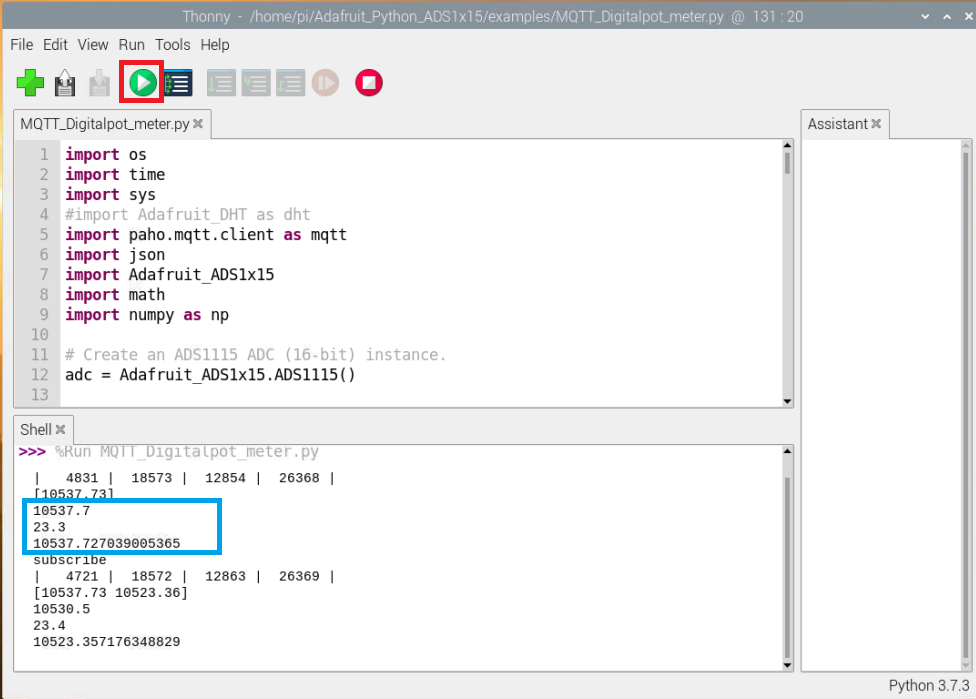 Thonny - /home/pi/Adafruit_Python_ADS1x15/examples/MQTT_Digitalpot_meter.py @ 131 : 20
File Edit View Run Tools Help
MQTT_Digitalpot_meter.py
Assistant
1 import os
2 import time
3 import sys
4 #import Adafruit_DHT as dht
5 import paho.mqtt.client as mqtt
6 import json
7 import Adafruit_ADS1x15
8 import math
9 import numpy as np
10
11 # Create an ADS1115 ADC (16-bit) instance.
12 adc = Adafruit_ADS1x15.ADS1115()
13
Shell
>>> %Run MQTT_Digitalpot_meter.py
| 4831 | 18573 | 12854 | 26368 |
[10537.73]
10537.7
23.3
10537.727039005365
subscribe
| 4721 | 18572 | 12863 | 26369 |
[10537.73 10523.36]
10530.5
23.4
10523.357176348829
Python 3.7.3